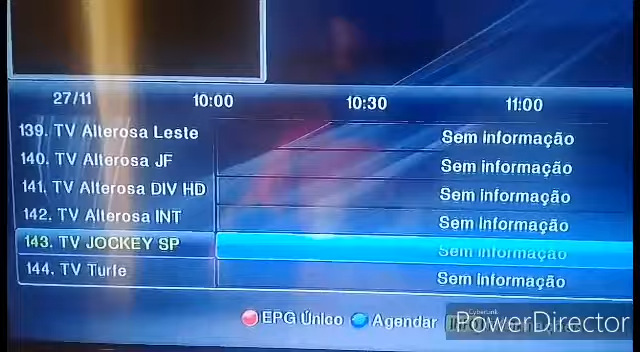 27/11 10:00 10:30 11:00
139. TV Alterosa Leste Sem informação
140. TV Alterosa JF Sem informação
141. TV Alterosa DIV HD Sem informação
142. TV Alterosa INT Sem informação
143. TV JOCKEY SP Sem informação
144. TV Turfe Sem informação
EPG Único Agendar
CyberLink
PowerDirector